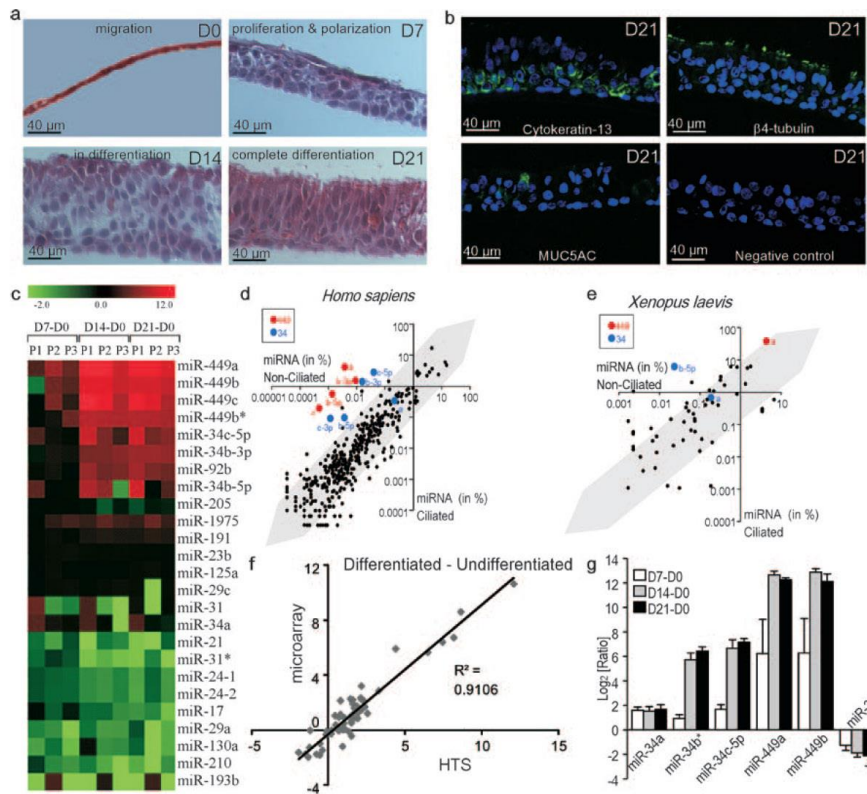 a
migration
D0
40 µm
proliferation & polarization
D7
40 µm
in differentiation
D14
40 µm
complete differentiation
D21
40 µm
b
D21
Cytokeratin-13
40 µm
D21
β4-tubulin
40 µm
D21
MUC5AC
40 µm
D21
Negative control
40 µm
c
-2.0
0.0
12.0
D7-D0
D14-D0
D21-D0
P1
P2
P3
P1
P2
P3
P1
P2
P3
miR-449a
miR-449b
miR-449c
miR-449b*
miR-34c-5p
miR-34b-3p
miR-92b
miR-34b-5p
miR-205
miR-1975
miR-191
miR-23b
miR-125a
miR-29c
miR-31
miR-34a
miR-21
miR-31*
miR-24-1
miR-24-2
miR-17
miR-29a
miR-130a
miR-210
miR-193b
d
Homo sapiens
449
34
miRNA (in %)
Non-Ciliated
100
1
0.01
0.0001
0.00001
0.001
0.1
10
c-5p
b-3p
c-3p
b-5p
miRNA (in %)
Ciliated
e
Xenopus laevis
449
34
miRNA (in %)
Non-Ciliated
100
10
1
0.1
0.01
0.001
0.0001
0.001
0.01
0.1
10
b-5p
a
miRNA (in %)
Ciliated
f
Differentiated - Undifferentiated
microarray
12
8
4
0
-4
-5
5
10
15
R² =
0.9106
HTS
g
D7-D0
D14-D0
D21-D0
Log2 [Ratio]
14
12
10
8
6
4
2
0
-2
-4
miR-34a
miR-34b*
miR-34c-5p
miR-449a
miR-449b